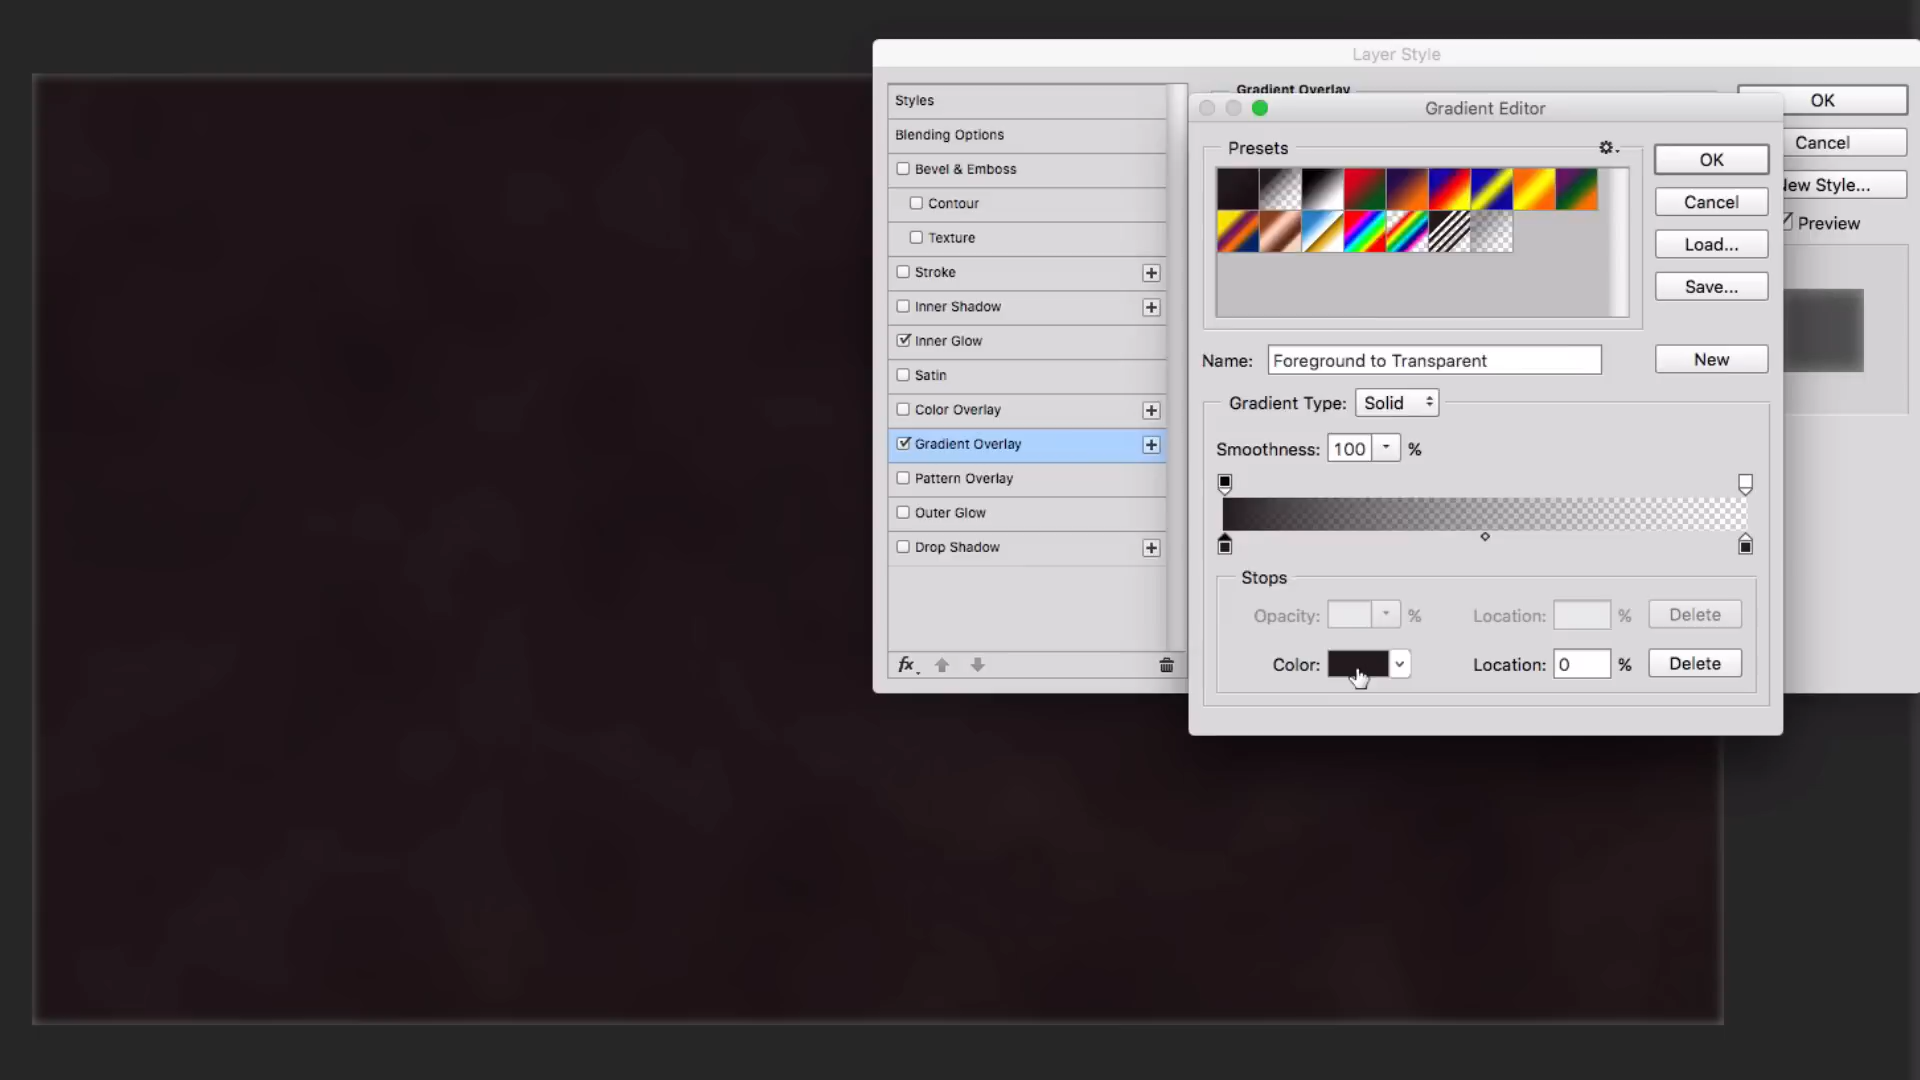 Layer Style
Styles
Blending Options
Bevel & Emboss
Contour
Texture
Stroke
Inner Shadow
Inner Glow
Satin
Color Overlay
Gradient Overlay
Pattern Overlay
Outer Glow
Drop Shadow
fx
Gradient Overlay
OK
Cancel
New Style...
Preview
Gradient Editor
Presets
OK
Cancel
Load...
Save...
Name: Foreground to Transparent
New
Gradient Type: Solid
Smoothness: 100 %
Stops
Opacity: % Location: % Delete
Color: Location: 0 % Delete